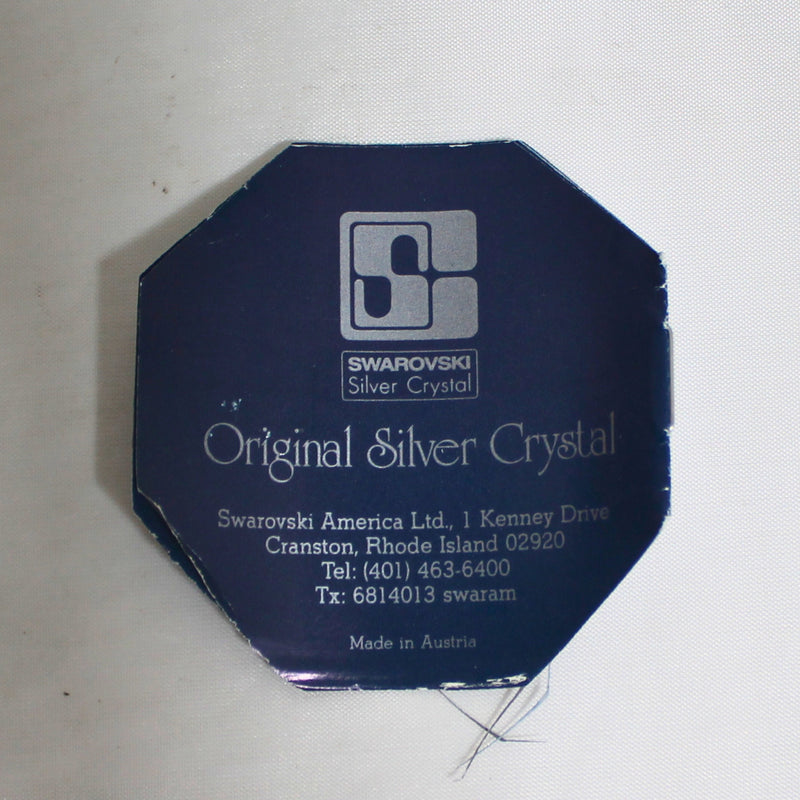 SWAROVSKI
Silver Crystal
Original Silver Crystal
Swarovski America Ltd., 1 Kenney Drive
Cranston, Rhode Island 02920
Tel: (401) 463-6400
Tx: 6814013 swaram
Made in Austria